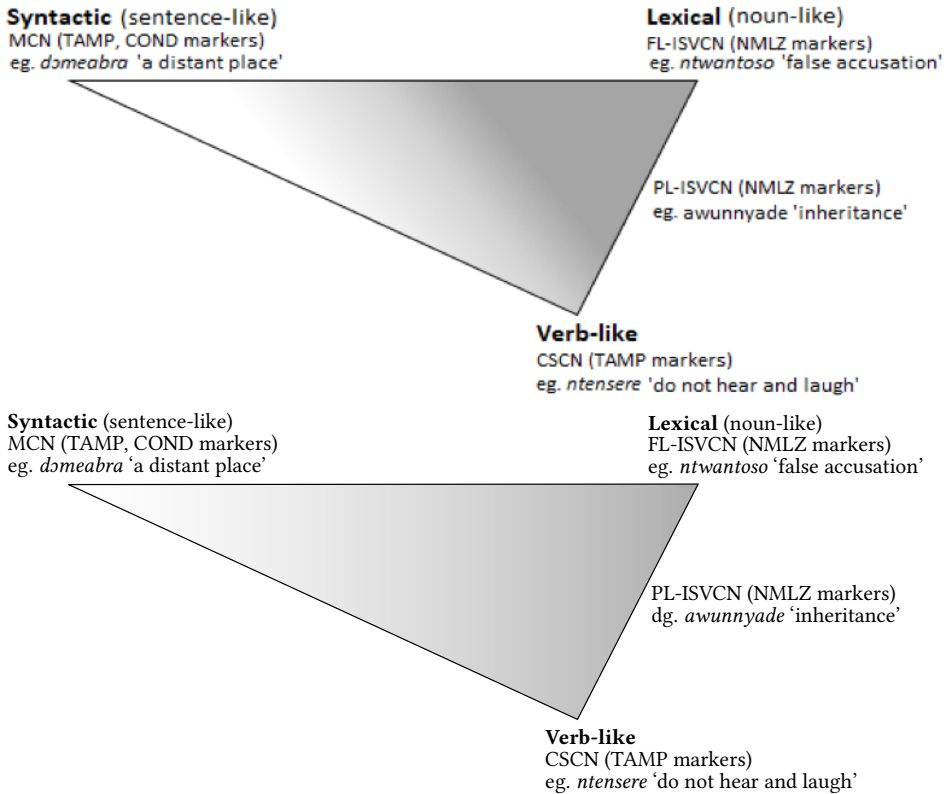 Syntactic (sentence-like)
MCN (TAMP, COND markers)
eg. dɔmeabra 'a distant place'
Lexical (noun-like)
FL-ISVCN (NMLZ markers)
eg. ntwantoso 'false accusation'
PL-ISVCN (NMLZ markers)
eg. awunnyade 'inheritance'
Verb-like
CSCN (TAMP markers)
eg. ntensere 'do not hear and laugh'
Syntactic (sentence-like)
MCN (TAMP, COND markers)
eg. dɔmeabra ‘a distant place’
Lexical (noun-like)
FL-ISVCN (NMLZ markers)
eg. ntwantoso ‘false accusation’
PL-ISVCN (NMLZ markers)
dg. awunnyade ‘inheritance’
Verb-like
CSCN (TAMP markers)
eg. ntensere ‘do not hear and laugh’